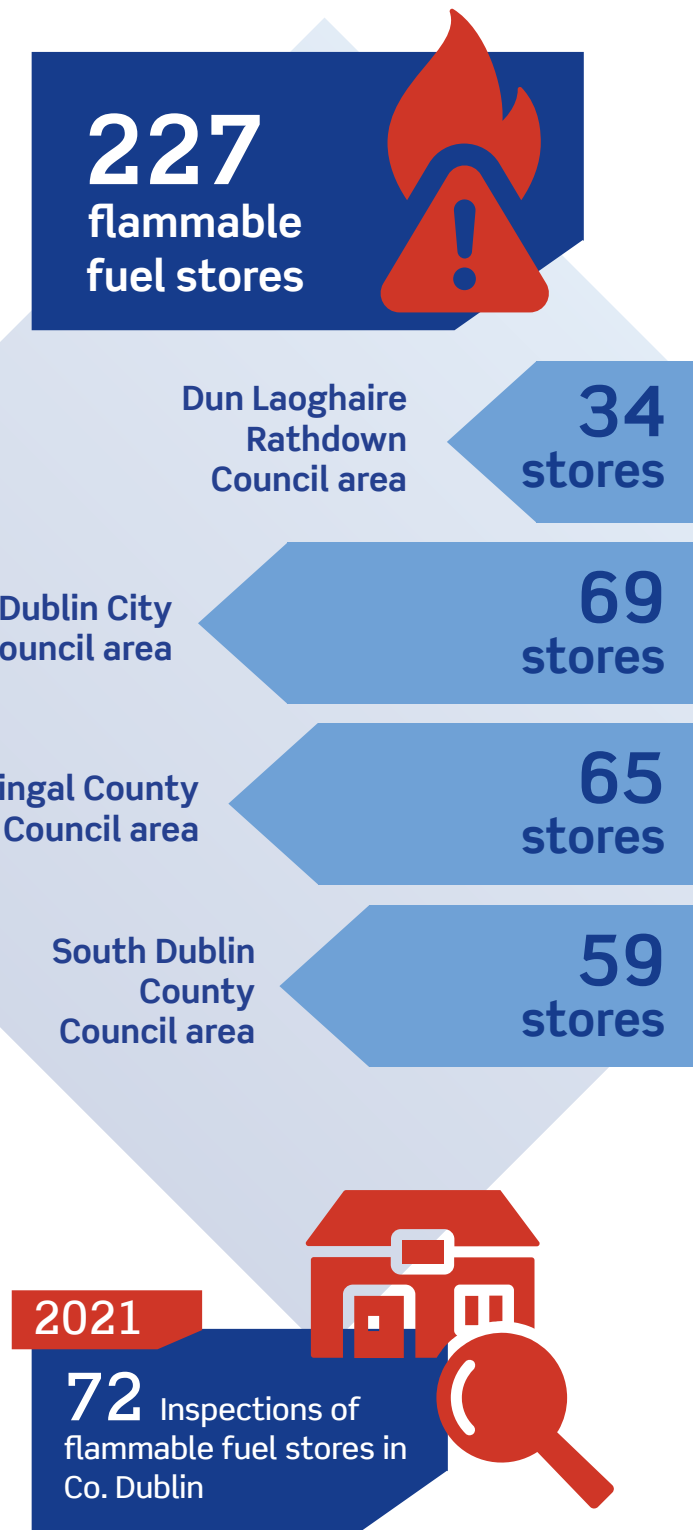 227
flammable
fuel stores
Dun Laoghaire
Rathdown
Council area
34
stores
Dublin City
ouncil area
69
stores
ingal County
Council area
65
stores
South Dublin
County
Council area
59
stores
2021
72 Inspections of
flammable fuel stores in
Co. Dublin